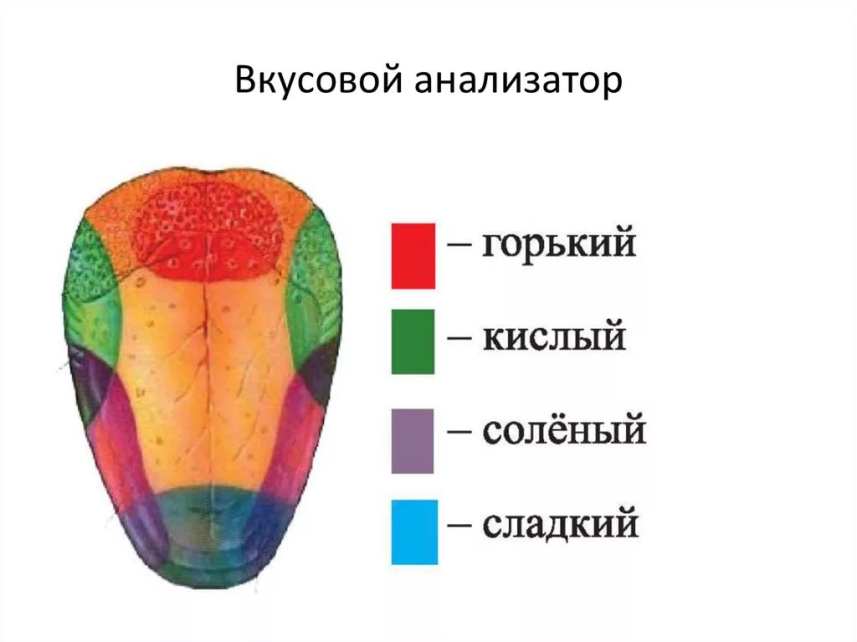 Вкусовой анализатор
– горький
– кислый
– солёный
– сладкий